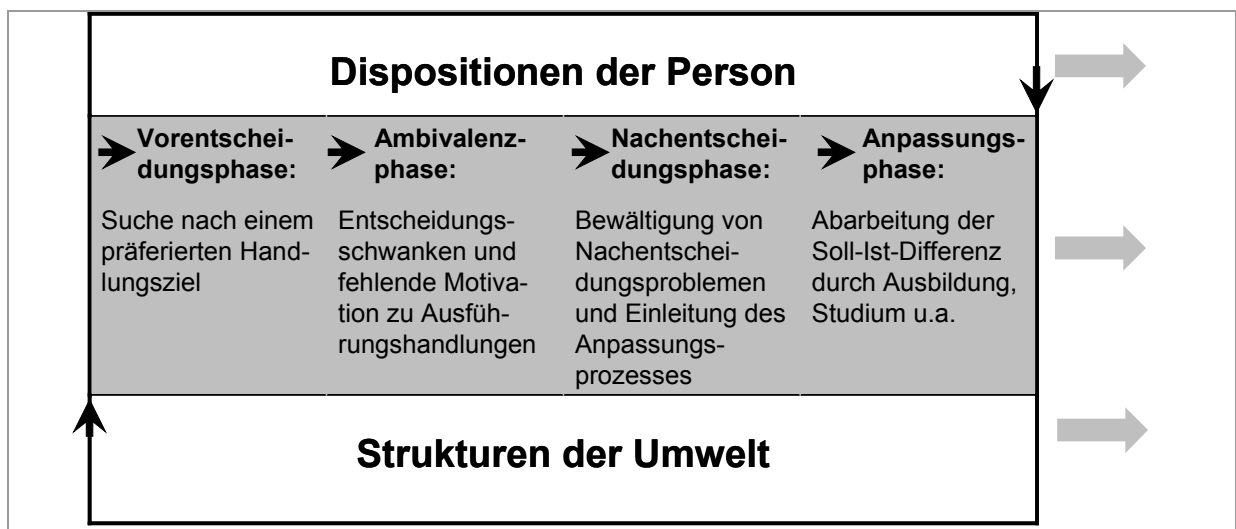 Dispositionen der Person
Vorentschei-
dungsphase:
Suche nach einem
präferierten Hand-
lungsziel
Ambivalenz-
phase:
Entscheidungs-
schwanken und
fehlende Motiva-
tion zu Ausfüh-
rungshandlungen
Nachentschei-
dungsphase:
Bewältigung von
Nachentschei-
dungsproblemen
und Einleitung des
Anpassungs-
prozesses
Anpassungs-
phase:
Abarbeitung der
Soll-Ist-Differenz
durch Ausbildung,
Studium u.a.
Strukturen der Umwelt